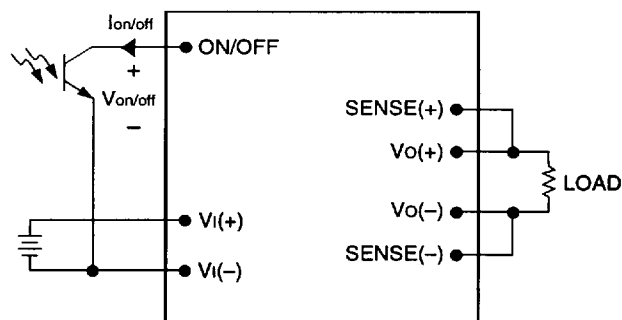 Ion/off
ON/OFF
+
Von/off
−
SENSE(+)
VO(+)
LOAD
VO(−)
VI(+)
SENSE(−)
VI(−)